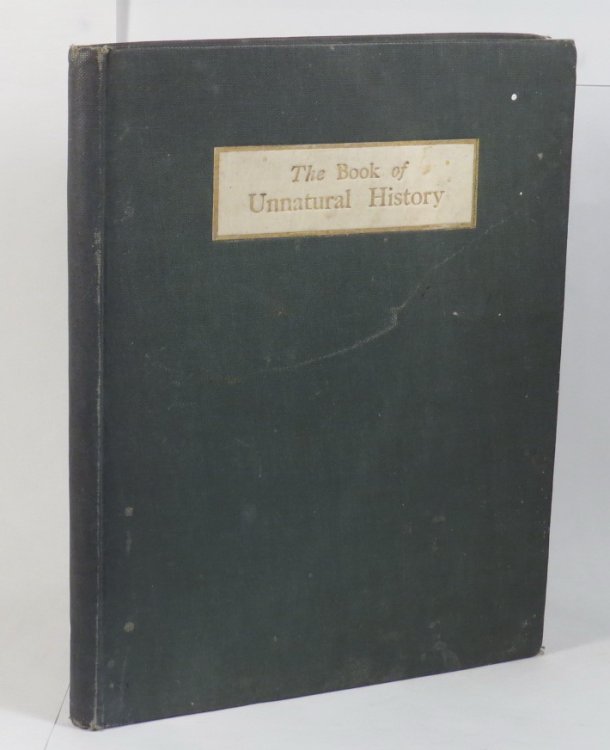 The Book of
Unnatural History